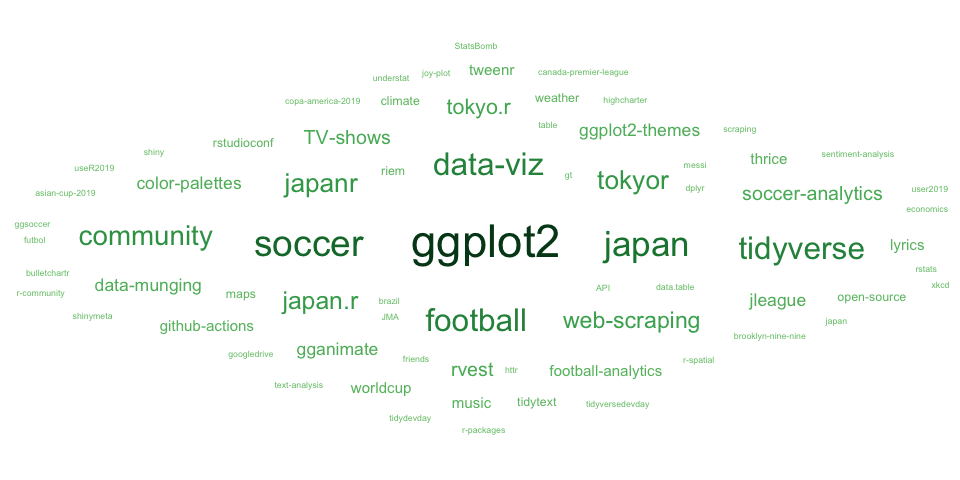 StatsBomb
understat joy-plot tweenr canada-premier-league
copa-america-2019 climate tokyo.r weather highcharter
shiny rstudioconf TV-shows table ggplot2-themes scraping
useR2019 color-palettes japanr riem data-viz gt tokyor messi thrice sentiment-analysis
asian-cup-2019 dplyr soccer-analytics user2019
economics
ggsoccer community soccer ggplot2 japan tidyverse lyrics
futbol
bulletchartr data-munging maps API data.table rstats
r-community japan.r brazil jleague open-source xkcd
shinymeta github-actions JMA football web-scraping japan
brooklyn-nine-nine
googledrive gganimate friends rvest httr football-analytics r-spatial
text-analysis worldcup music tidytext tidyversedevday
tidydevday
r-packages